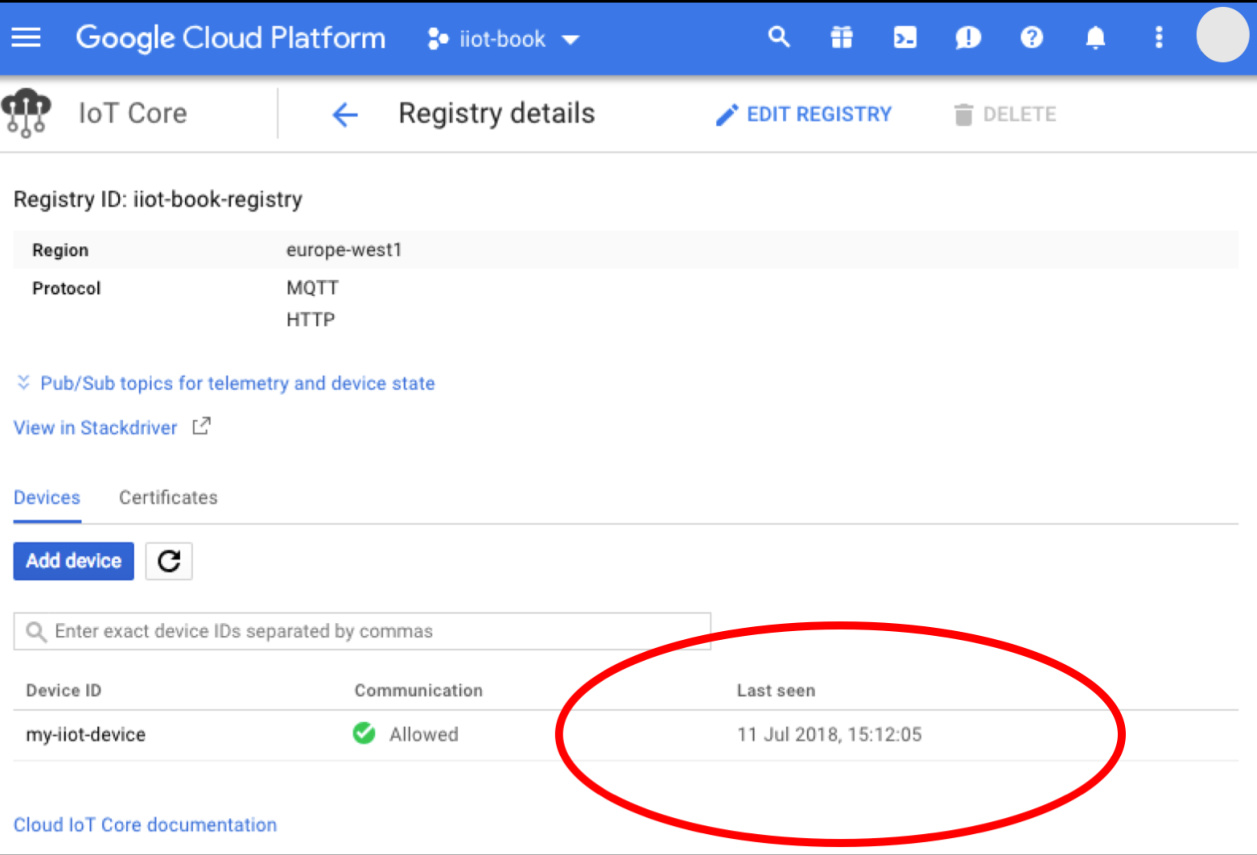 Google Cloud Platform iiot-book
IoT Core Registry details EDIT REGISTRY DELETE
Registry ID: iiot-book-registry
Region europe-west1
Protocol MQTT
HTTP
Pub/Sub topics for telemetry and device state
View in Stackdriver
Devices Certificates
Add device
Enter exact device IDs separated by commas
Device ID Communication Last seen
my-iiot-device Allowed 11 Jul 2018, 15:12:05
Cloud IoT Core documentation